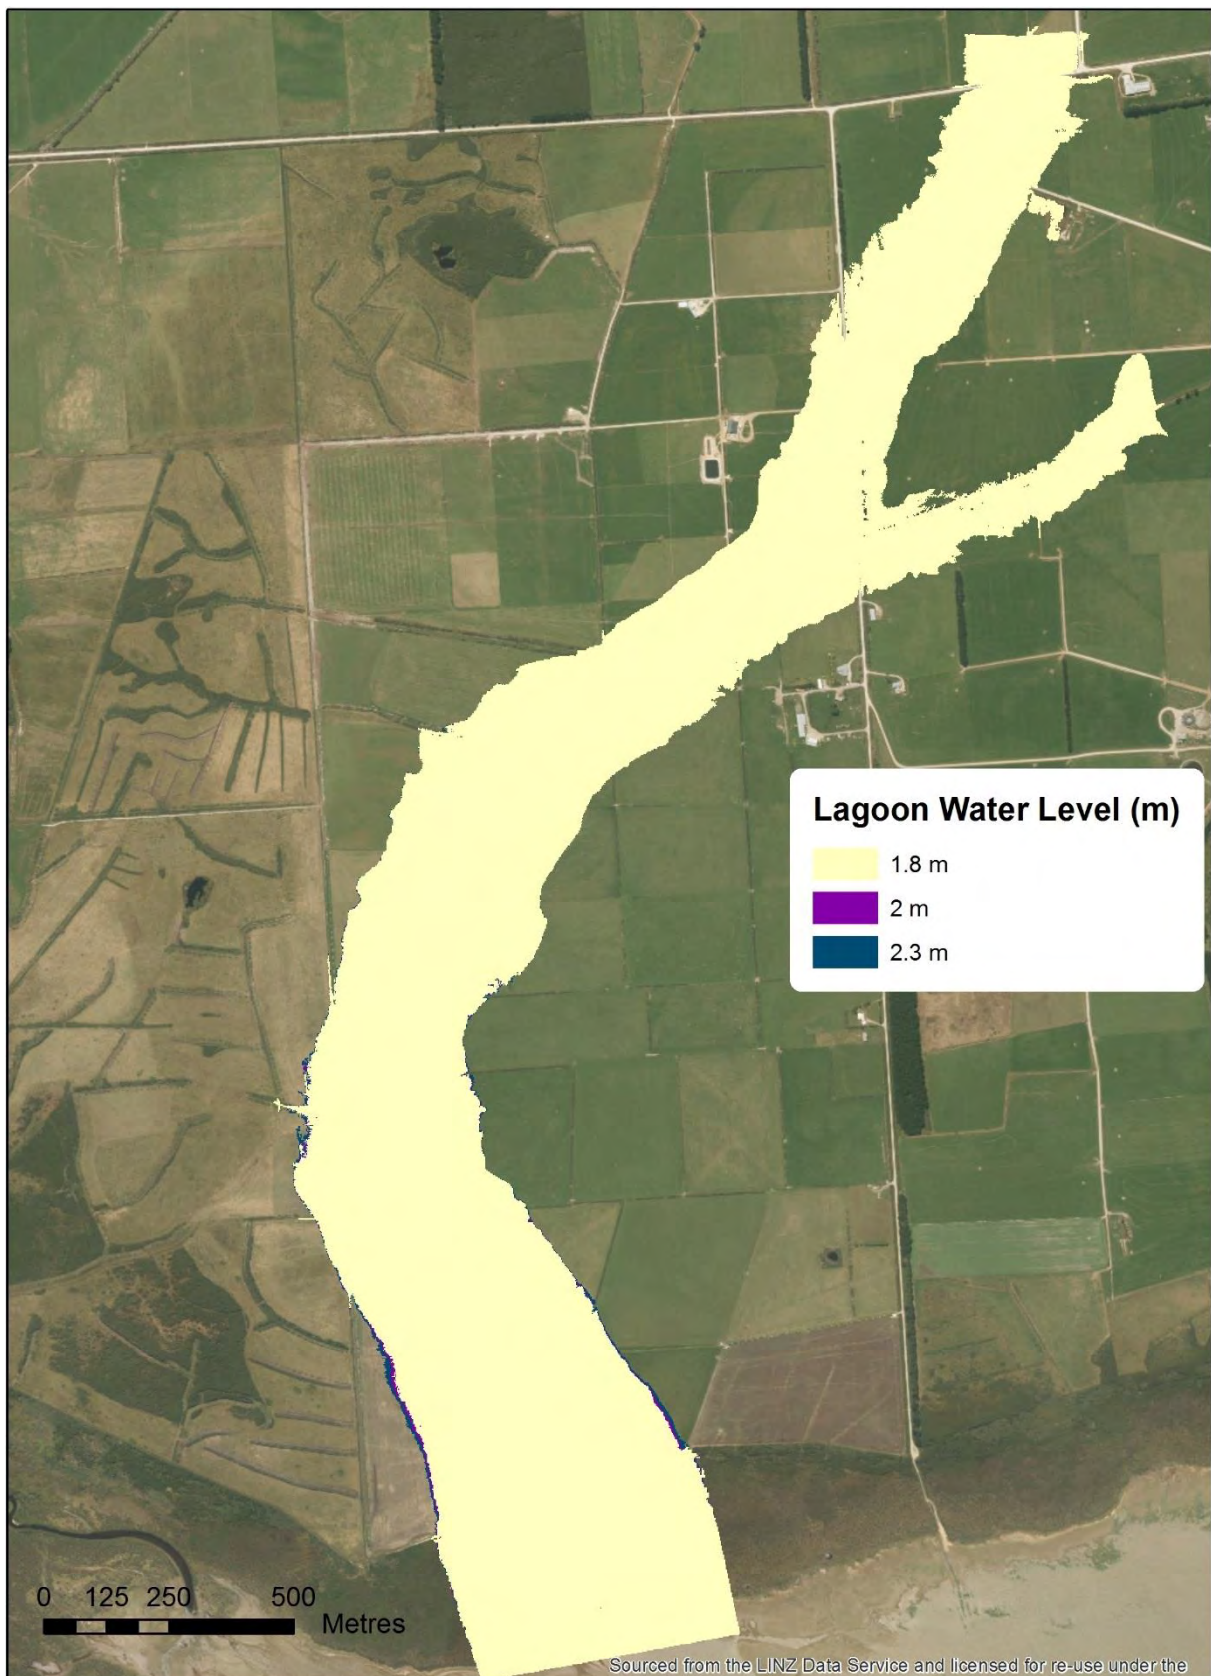 Lagoon Water Level (m)
1.8 m
2 m
2.3 m
0 125 250 500
Metres
Sourced from the LINZ Data Service and licensed for re-use under the